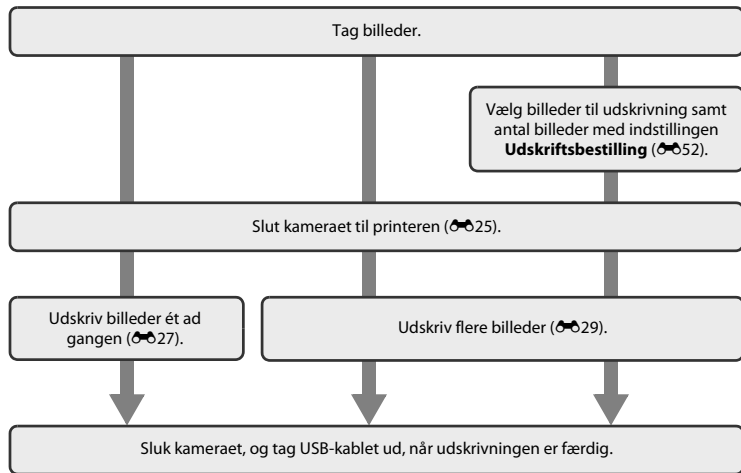 Tag billeder.
Vælg billeder til udskrivning samt
antal billeder med indstillingen
Udskriftsbestilling (52).
Slut kameraet til printeren (25).
Udskriv billeder ét ad
gangen (27).
Udskriv flere billeder (29).
Sluk kameraet, og tag USB-kablet ud, når udskrivningen er færdig.